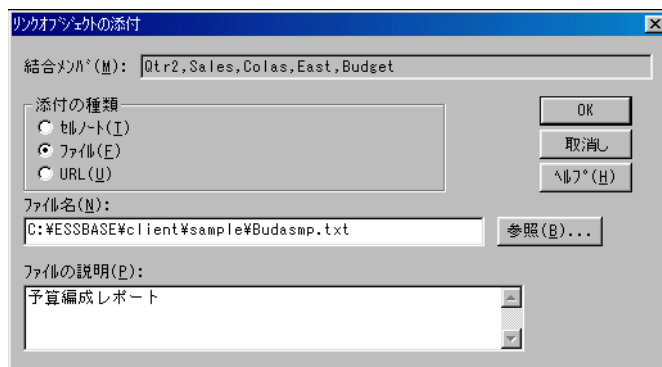 ﾘﾝｸｵﾌﾞｼﾞｪｸﾄの添付
結合ﾒﾝﾊﾞ(M): Qtr2,Sales,Colas,East,Budget
添付の種類
ｾﾙﾉｰﾄ(T)
ﾌｧｲﾙ(F)
URL(U)
OK
取消し
ﾍﾙﾌﾟ(H)
ﾌｧｲﾙ名(N):
C:¥ESSBASE¥client¥sample¥Budasmp.txt
参照(B)...
ﾌｧｲﾙの説明(P):
予算編成レポート